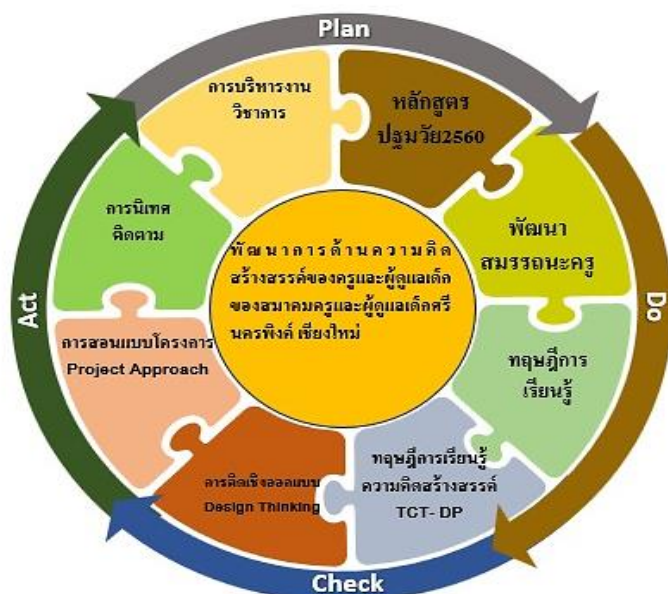 Plan
การบริหารงาน
วิชาการ
หลักสูตร
ปฐมวัย2560
พัฒนา
สมรรถนะครู
Do
ทฤษฎีการ
เรียนรู้
ทฤษฎีการเรียนรู้
ความคิดสร้างสรรค์
TCT- DP
Check
การคิดเชิงออกแบบ
Design Thinking
การสอนแบบโครงการ
Project Approach
Act
การนิเทศ
ติดตาม
พัฒนาการด้านความคิด
สร้างสรรค์ของครูและผู้ดูแลเด็ก
ของสมาคมครูและผู้ดูแลเด็กศรี
นครพิงค์ เชียงใหม่